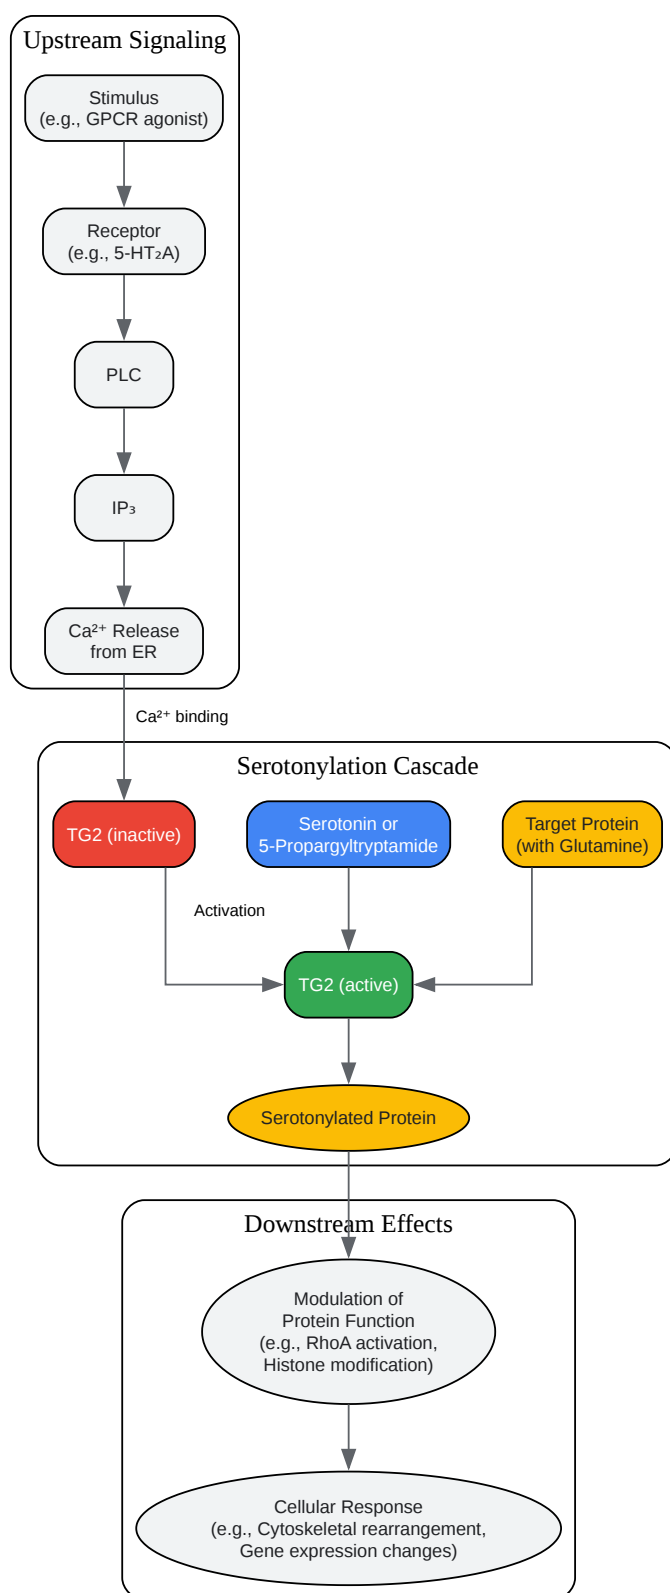 Upstream Signaling
Stimulus
(e.g., GPCR agonist)
Receptor
(e.g., 5-HT₂A)
PLC
IP₃
Ca²⁺ Release
from ER
Ca²⁺ binding
Serotonylation Cascade
TG2 (inactive)
Serotonin or
5-Propargyltryptamide
Target Protein
(with Glutamine)
Activation
TG2 (active)
Serotonylated Protein
Downstream Effects
Modulation of
Protein Function
(e.g., RhoA activation,
Histone modification)
Cellular Response
(e.g., Cytoskeletal rearrangement,
Gene expression changes)